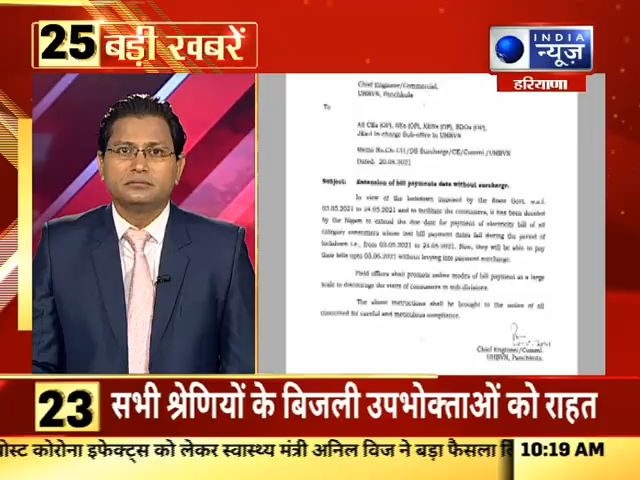 25 बड़ी खबरें
INDIA
न्यूज़
हरियाणा
Chief Engineer/Commercial,
UHBVN, Panchkula
To
All CEs (OP), SEs (OP), XENs (OP), SDOs (OP),
In-charge Sub-office in UHBVN
Memo No.Ch- /CE/Comml./UHBVN
Dated. 20.05.2021
Subject: Extension of bill payments date without surcharge.
In view of the lockdown imposed by the State Govt. w.e.f.
03.05.2021 to 24.05.2021 and to facilitate the consumers, it has been decided
by the Nigam to extend the due date for payment of electricity bill of all
category consumers whose last bill payment dates fall during the period of
lockdown i.e., from 03.05.2021 to 24.05.2021. Now, they will be able to pay
their bills upto 03.06.2021 without levying late payment surcharge.
Field offices shall promote online modes of bill payment at a large
scale to discourage the visits of consumers in sub-divisions.
The above instructions shall be brought to the notice of all
concerned for careful and meticulous compliance.
Chief Engineer/Comml.
UHBVN, Panchkula.
23 सभी श्रेणियों के बिजली उपभोक्ताओं को राहत
पोस्ट कोरोना इफेक्ट्स को लेकर स्वास्थ्य मंत्री अनिल विज ने बड़ा फैसला 10:19 AM